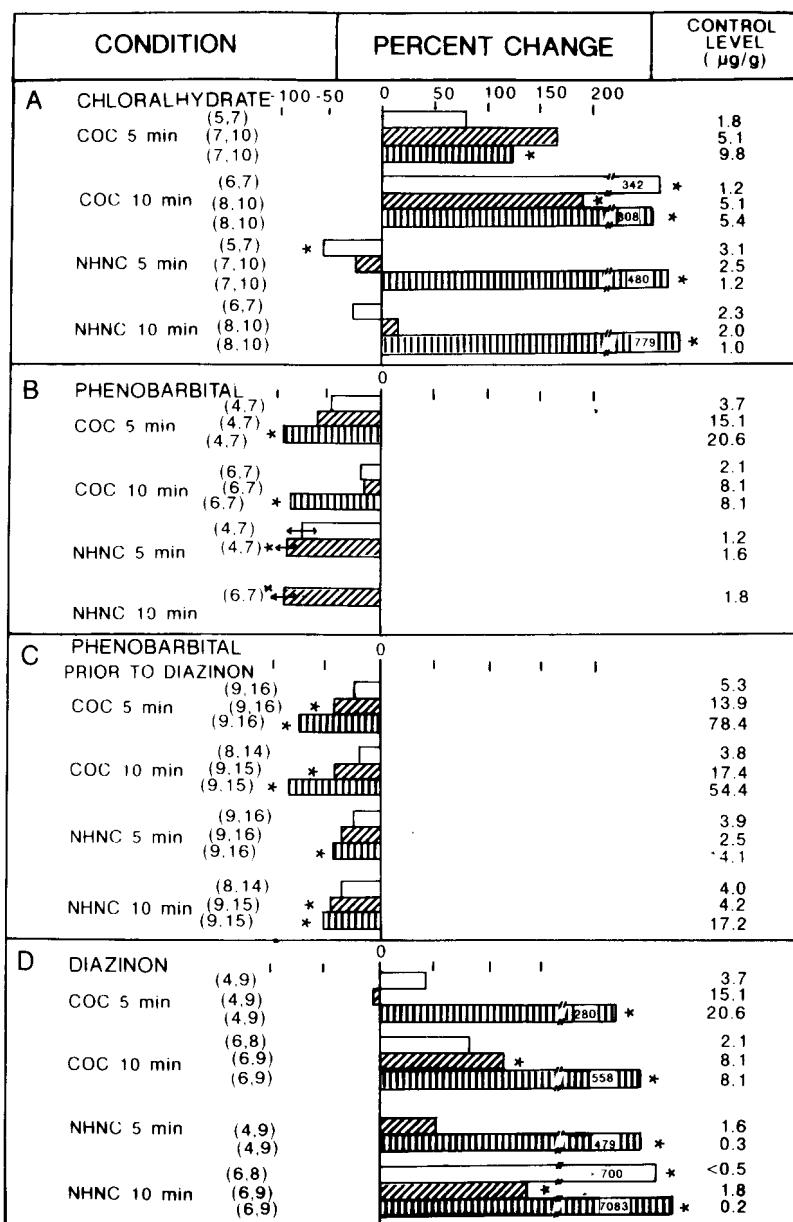 CONDITION PERCENT CHANGE CONTROL LEVEL ( µg/g)
A CHLORALHYDRATE -100 -50 0 50 100 200
(5,7) 1.8
COC 5 min (7,10) 5.1
(7,10) * 9.8
(6,7) 342 * 1.2
COC 10 min (8,10) * 5.1
(8,10) 308 * 5.4
(5,7) * 3.1
NHNC 5 min (7,10) 2.5
(7,10) 480 * 1.2
(6,7) 2.3
NHNC 10 min (8,10) 2.0
(8,10) 779 * 1.0
B PHENOBARBITAL 0
(4,7) 3.7
COC 5 min (4,7) 15.1
(4,7) * 20.6
(6,7) 2.1
COC 10 min (6,7) 8.1
(6,7) * 8.1
(4,7) 1.2
NHNC 5 min (4,7) * 1.6
(6,7) * 1.8
NHNC 10 min
C PHENOBARBITAL 0
PRIOR TO DIAZINON
(9,16) 5.3
COC 5 min (9,16) * 13.9
(9,16) * 78.4
(8,14) 3.8
COC 10 min (9,15) * 17.4
(9,15) * 54.4
(9,16) 3.9
NHNC 5 min (9,16) 2.5
(9,16) * 4.1
(8,14) 4.0
NHNC 10 min (9,15) * 4.2
(9,15) * 17.2
D DIAZINON 0
(4,9) 3.7
COC 5 min (4,9) 15.1
(4,9) 280 * 20.6
(6,8) 2.1
COC 10 min (6,9) * 8.1
(6,9) 558 * 8.1
NHNC 5 min (4,9) 1.6
(4,9) 479 * 0.3
(6,8) 700 * <0.5
NHNC 10 min (6,9) * 1.8
(6,9) 7083 * 0.2